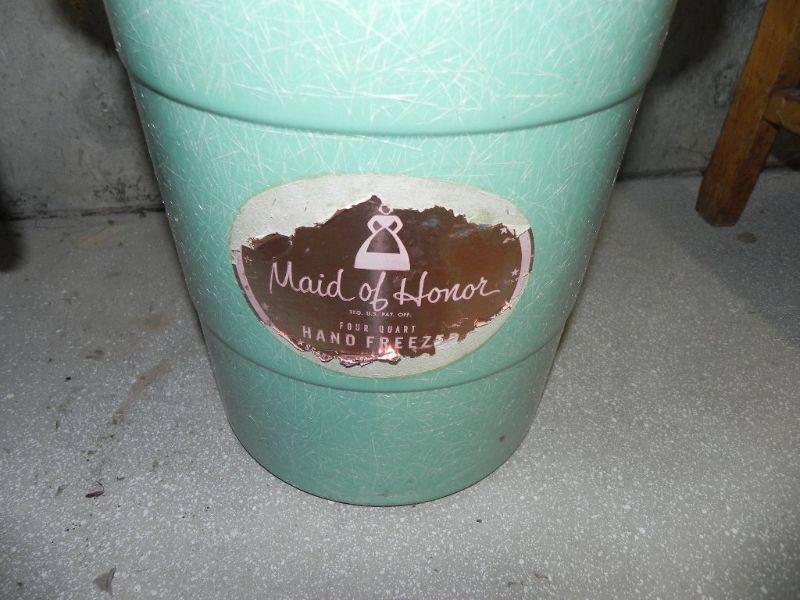 Maid of Honor
REG. U.S. PAT. OFF.
FOUR QUART
HAND FREEZER